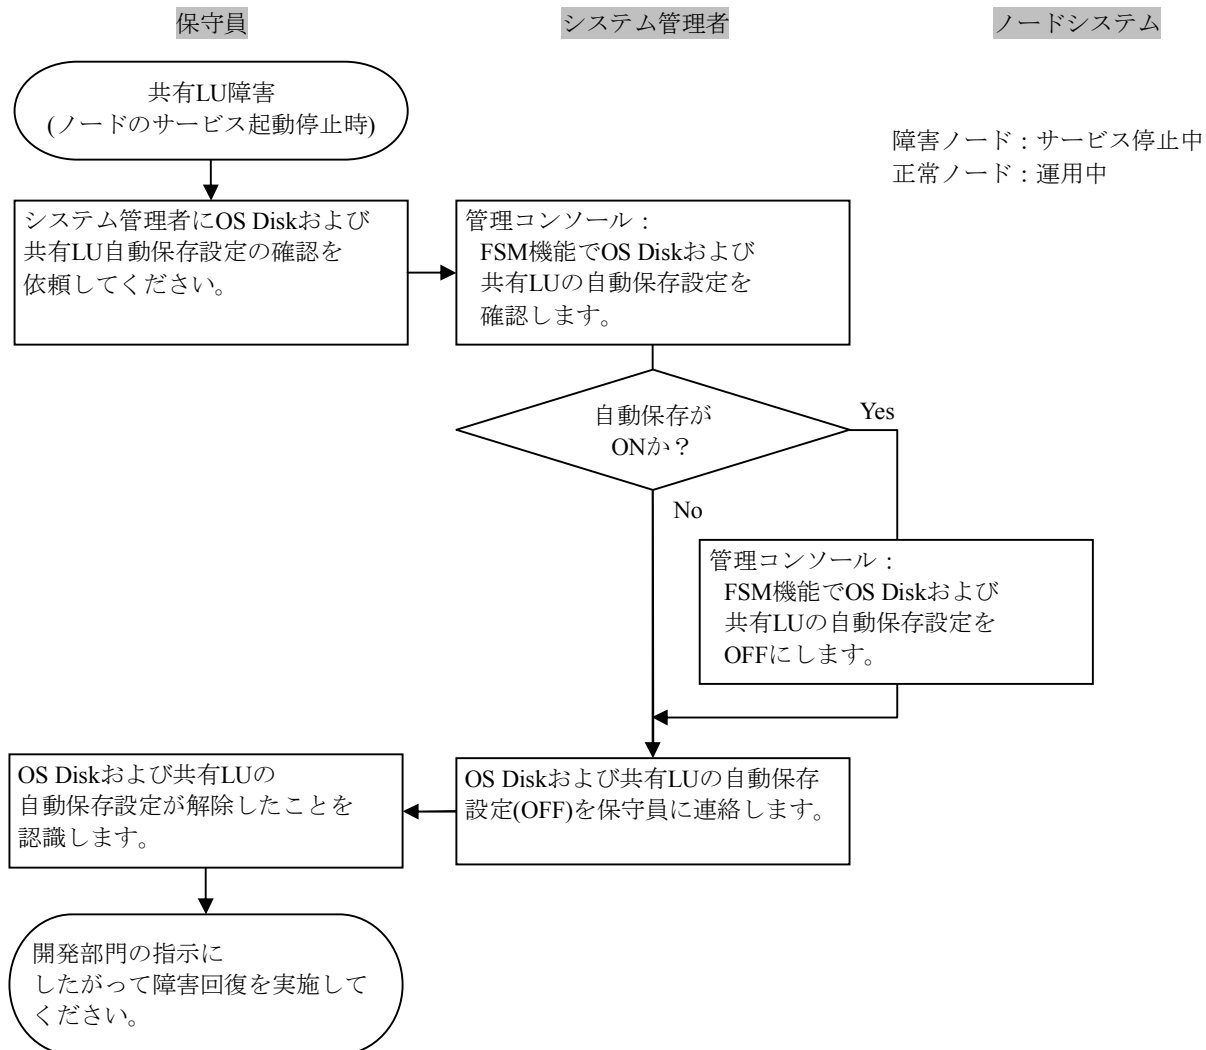 保守員
システム管理者
ノードシステム
共有LU障害
(ノードのサービス起動停止時)
障害ノード：サービス停止中
正常ノード：運用中
システム管理者にOS Diskおよび
共有LU自動保存設定の確認を
依頼してください。
管理コンソール：
FSM機能でOS Diskおよび
共有LUの自動保存設定を
確認します。
自動保存が
ONか？
Yes
No
管理コンソール：
FSM機能でOS Diskおよび
共有LUの自動保存設定を
OFFにします。
OS Diskおよび共有LUの自動保存
設定(OFF)を保守員に連絡します。
OS Diskおよび共有LUの
自動保存設定が解除したことを
認識します。
開発部門の指示に
したがって障害回復を実施して
ください。